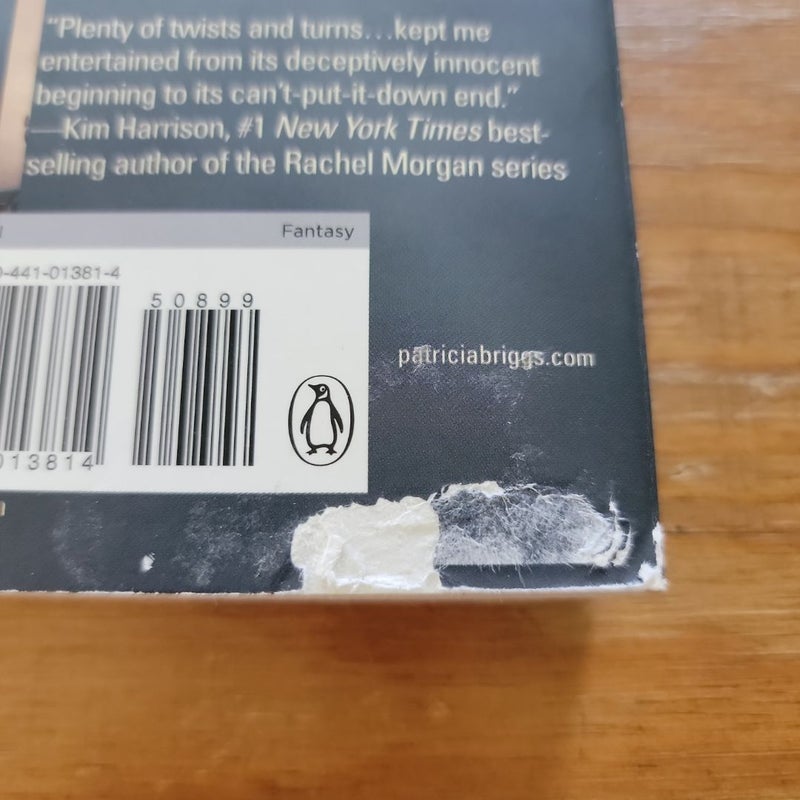 "Plenty of twists and turns…kept me
entertained from its deceptively innocent
beginning to its can't-put-it-down end."
—Kim Harrison, #1 New York Times best-
selling author of the Rachel Morgan series
Fantasy
-441-01381-4
50899
013814
patriciabriggs.com